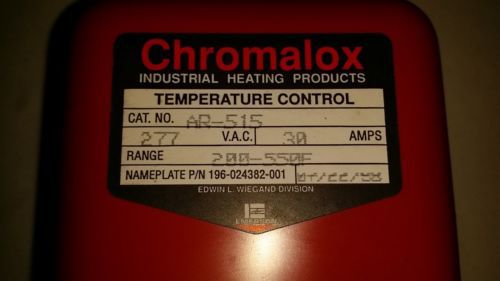 Chromalox
INDUSTRIAL HEATING PRODUCTS
TEMPERATURE CONTROL
CAT. NO. AR-515
277 V.A.C. 30 AMPS
RANGE 200-550F
NAMEPLATE P/N 196-024382-001
EDWIN L. WIEGAND DIVISION
EMERSON